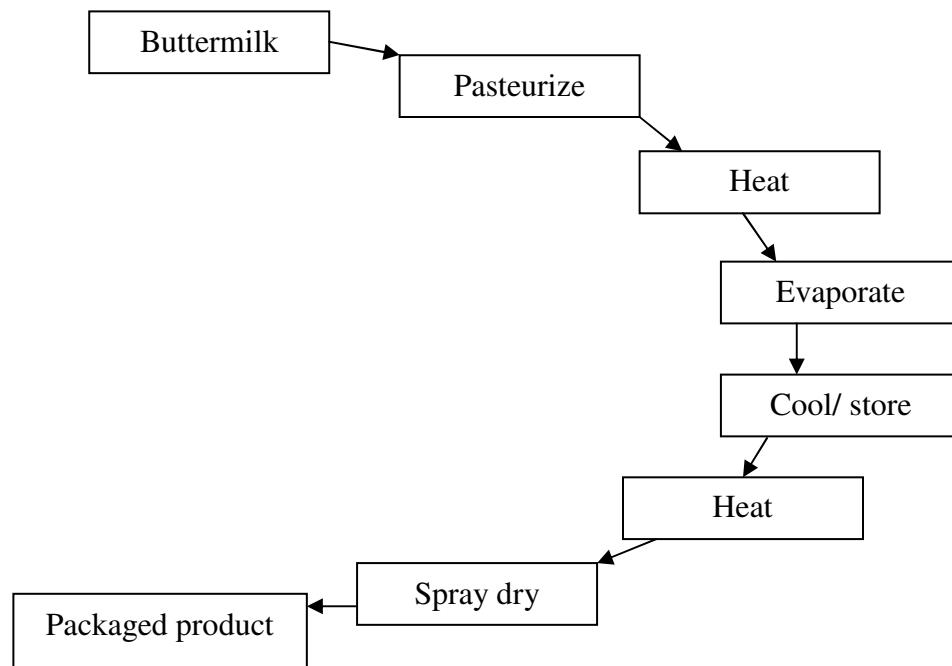 Buttermilk
Pasteurize
Heat
Evaporate
Cool/ store
Heat
Spray dry
Packaged product